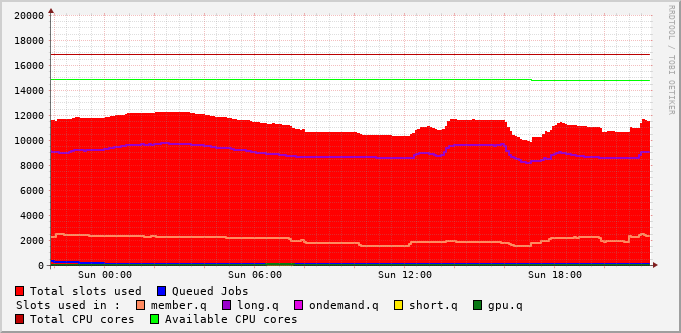 20000
18000
16000
14000
12000
10000
8000
6000
4000
2000
0
Sun 00:00 Sun 06:00 Sun 12:00 Sun 18:00
RRDTOOL / TOBI OETIKER
Total slots used Queued Jobs
Slots used in : member.q long.q ondemand.q short.q gpu.q
Total CPU cores Available CPU cores